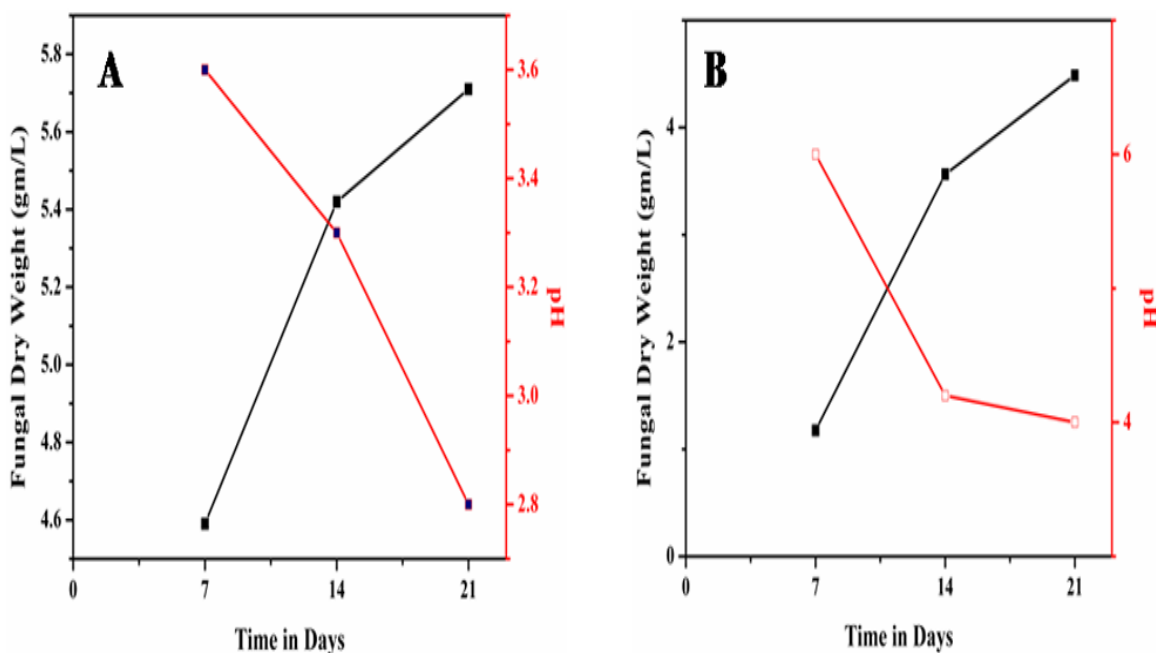 A
Fungal Dry Weight (gm/L)
5.8
5.6
5.4
5.2
5.0
4.8
4.6
3.6
3.4
3.2
3.0
2.8
pH
0 7 14 21
Time in Days
B
Fungal Dry Weight (gm/L)
4
2
0
6
4
pH
0 7 14 21
Time in Days